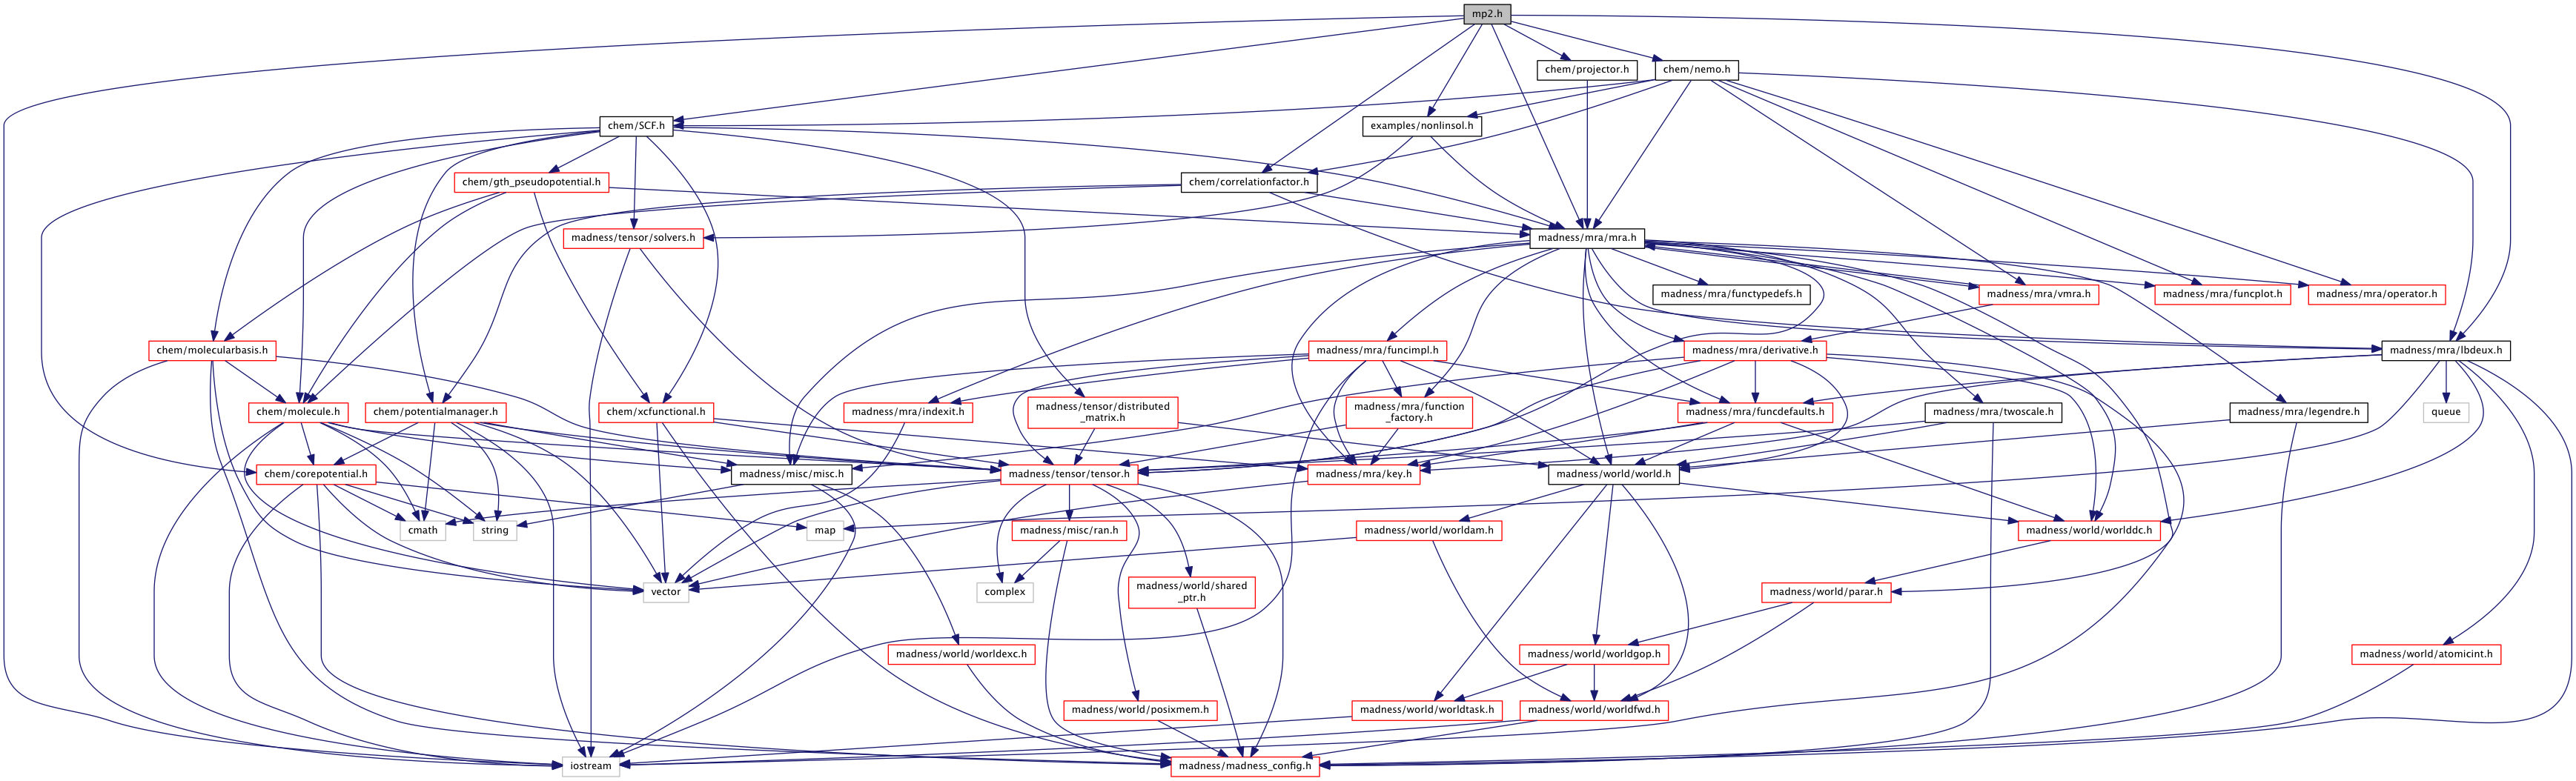 mp2.h
chem/projector.h
chem/nemo.h
chem/SCF.h
examples/nonlinsol.h
chem/gth_pseudopotential.h
chem/correlationfactor.h
madness/tensor/solvers.h
madness/mra/mra.h
madness/mra/functypedefs.h
madness/mra/vmra.h
madness/mra/funcplot.h
madness/mra/operator.h
chem/molecularbasis.h
madness/mra/funcimpl.h
madness/mra/derivative.h
madness/mra/lbdeux.h
chem/molecule.h
chem/potentialmanager.h
chem/xcfunctional.h
madness/mra/indexit.h
madness/tensor/distributed
_matrix.h
madness/mra/function
_factory.h
madness/mra/funcdefaults.h
madness/mra/twoscale.h
madness/mra/legendre.h
queue
chem/corepotential.h
madness/misc/misc.h
madness/tensor/tensor.h
madness/mra/key.h
madness/world/world.h
cmath
string
map
madness/misc/ran.h
madness/world/worldam.h
madness/world/worlddc.h
vector
complex
madness/world/shared
_ptr.h
madness/world/parar.h
madness/world/worldexc.h
madness/world/worldgop.h
madness/world/atomicint.h
madness/world/posixmem.h
madness/world/worldtask.h
madness/world/worldfwd.h
iostream
madness/madness_config.h